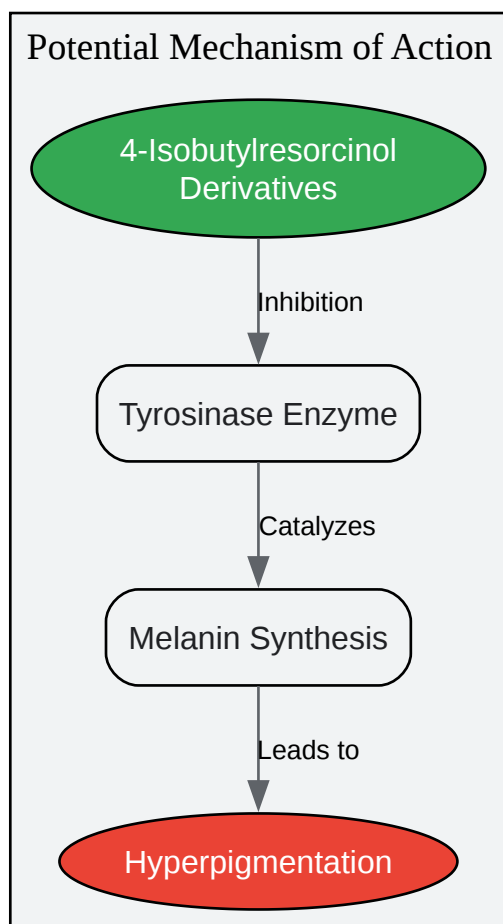 Potential Mechanism of Action
4-Isobutylresorcinol
Derivatives
Inhibition
Tyrosinase Enzyme
Catalyzes
Melanin Synthesis
Leads to
Hyperpigmentation